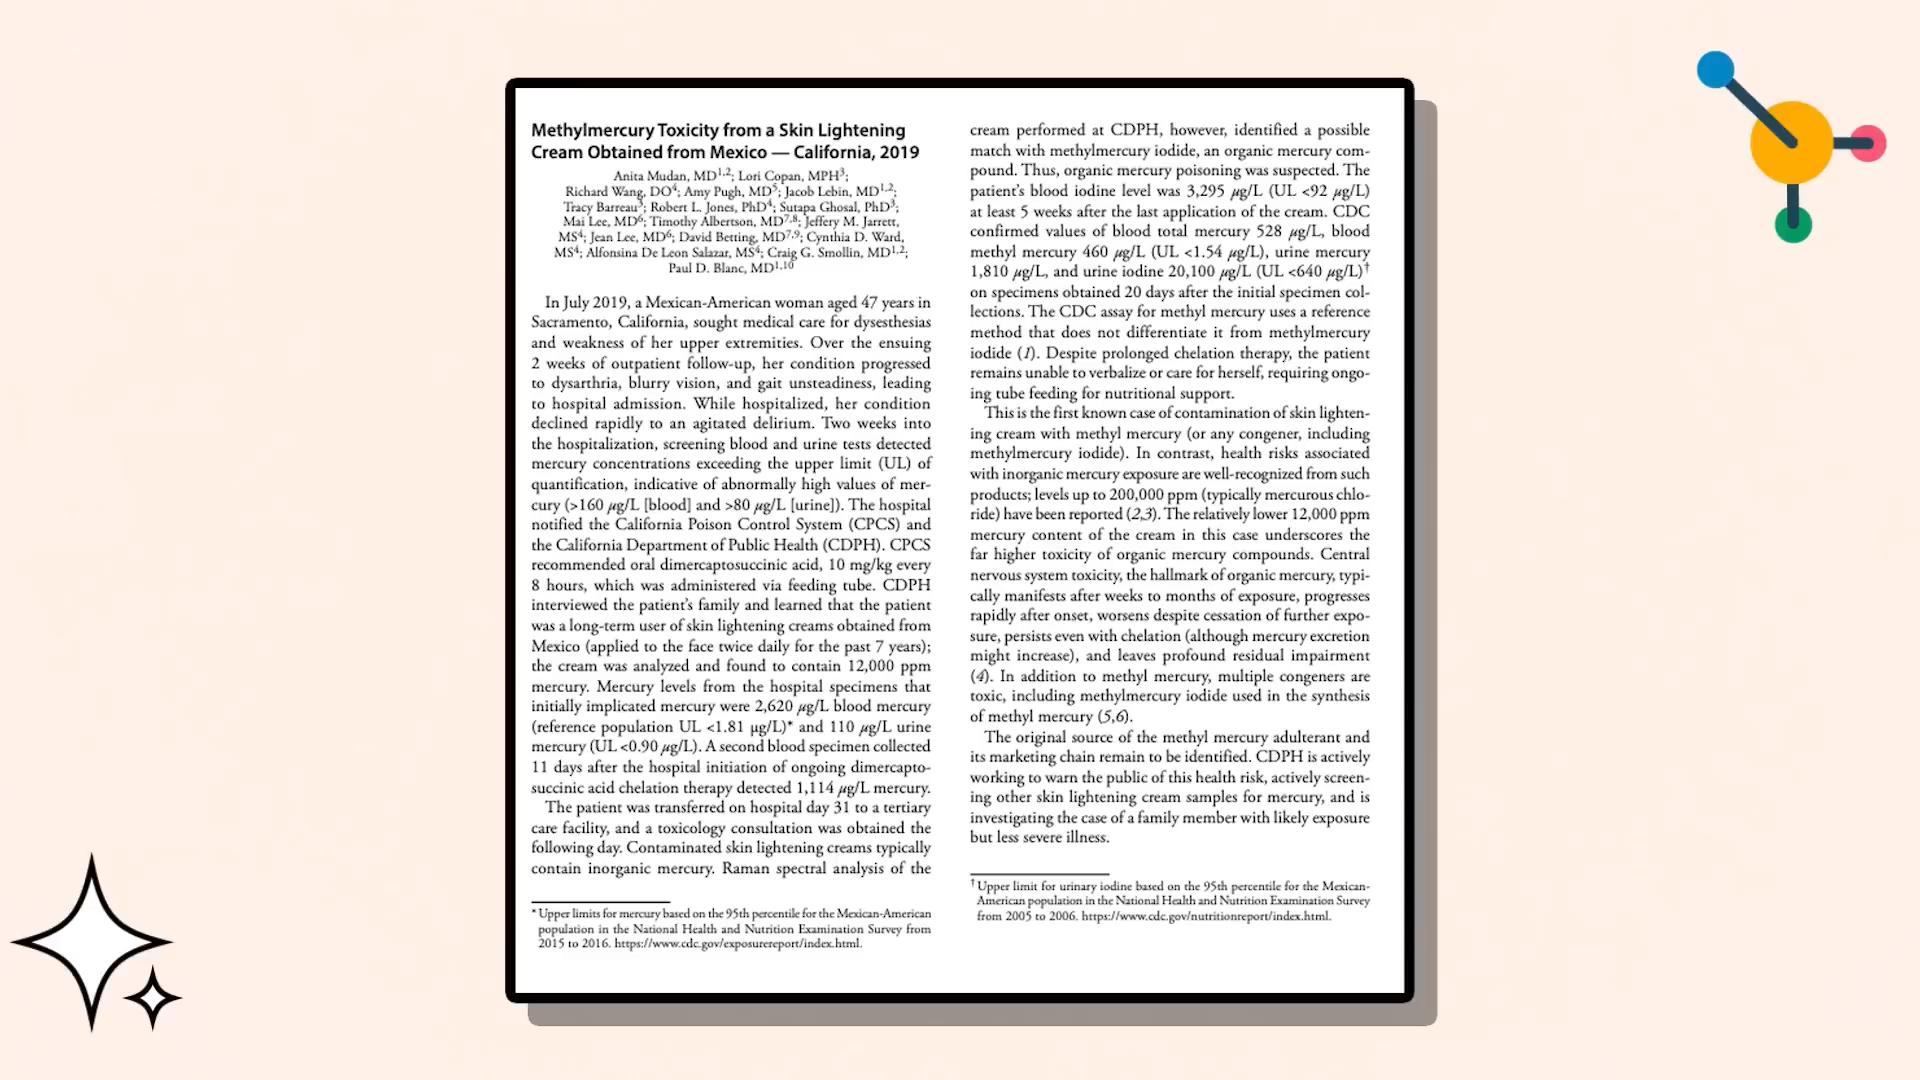 Methylmercury Toxicity from a Skin Lightening
Cream Obtained from Mexico — California, 2019
Anita Mudan, MD1,2; Lori Copan, MPH3;
Richard Wang, DO4; Amy Pugh, MD5; Jacob Lebin, MD1,2;
Tracy Barreau3; Robert L. Jones, PhD4; Sutapa Ghosal, PhD3;
Mai Lee, MD6; Timothy Albertson, MD7,8; Jeffery M. Jarrett,
MS4; Jean Lee, MD6; David Betting, MD7,9; Cynthia D. Ward,
MS4; Alfonsina De Leon Salazar, MS4; Craig G. Smollin, MD1,2;
Paul D. Blanc, MD1,10
In July 2019, a Mexican-American woman aged 47 years in
Sacramento, California, sought medical care for dysesthesias
and weakness of her upper extremities. Over the ensuing
2 weeks of outpatient follow-up, her condition progressed
to dysarthria, blurry vision, and gait unsteadiness, leading
to hospital admission. While hospitalized, her condition
declined rapidly to an agitated delirium. Two weeks into
the hospitalization, screening blood and urine tests detected
mercury concentrations exceeding the upper limit (UL) of
quantification, indicative of abnormally high values of mer-
cury (>160 µg/L [blood] and >80 µg/L [urine]). The hospital
notified the California Poison Control System (CPCS) and
the California Department of Public Health (CDPH). CPCS
recommended oral dimercaptosuccinic acid, 10 mg/kg every
8 hours, which was administered via feeding tube. CDPH
interviewed the patient's family and learned that the patient
was a long-term user of skin lightening creams obtained from
Mexico (applied to the face twice daily for the past 7 years);
the cream was analyzed and found to contain 12,000 ppm
mercury. Mercury levels from the hospital specimens that
initially implicated mercury were 2,620 µg/L blood mercury
(reference population UL <1.81 µg/L)* and 110 µg/L urine
mercury (UL <0.90 µg/L). A second blood specimen collected
11 days after the hospital initiation of ongoing dimercapto-
succinic acid chelation therapy detected 1,114 µg/L mercury.
The patient was transferred on hospital day 31 to a tertiary
care facility, and a toxicology consultation was obtained the
following day. Contaminated skin lightening creams typically
contain inorganic mercury. Raman spectral analysis of the
* Upper limits for mercury based on the 95th percentile for the Mexican-American
population in the National Health and Nutrition Examination Survey from
2015 to 2016. https://www.cdc.gov/exposurereport/index.html.
cream performed at CDPH, however, identified a possible
match with methylmercury iodide, an organic mercury com-
pound. Thus, organic mercury poisoning was suspected. The
patient's blood iodine level was 3,295 µg/L (UL <92 µg/L)
at least 5 weeks after the last application of the cream. CDC
confirmed values of blood total mercury 528 µg/L, blood
methyl mercury 460 µg/L (UL <1.54 µg/L), urine mercury
1,810 µg/L, and urine iodine 20,100 µg/L (UL <640 µg/L)†
on specimens obtained 20 days after the initial specimen col-
lections. The CDC assay for methyl mercury uses a reference
method that does not differentiate it from methylmercury
iodide (1). Despite prolonged chelation therapy, the patient
remains unable to verbalize or care for herself, requiring ongo-
ing tube feeding for nutritional support.
This is the first known case of contamination of skin lighten-
ing cream with methyl mercury (or any congener, including
methylmercury iodide). In contrast, health risks associated
with inorganic mercury exposure are well-recognized from such
products; levels up to 200,000 ppm (typically mercurous chlo-
ride) have been reported (2,3). The relatively lower 12,000 ppm
mercury content of the cream in this case underscores the
far higher toxicity of organic mercury compounds. Central
nervous system toxicity, the hallmark of organic mercury, typi-
cally manifests after weeks to months of exposure, progresses
rapidly after onset, worsens despite cessation of further expo-
sure, persists even with chelation (although mercury excretion
might increase), and leaves profound residual impairment
(4). In addition to methyl mercury, multiple congeners are
toxic, including methylmercury iodide used in the synthesis
of methyl mercury (5,6).
The original source of the methyl mercury adulterant and
its marketing chain remain to be identified. CDPH is actively
working to warn the public of this health risk, actively screen-
ing other skin lightening cream samples for mercury, and is
investigating the case of a family member with likely exposure
but less severe illness.
† Upper limit for urinary iodine based on the 95th percentile for the Mexican-
American population in the National Health and Nutrition Examination Survey
from 2005 to 2006. https://www.cdc.gov/nutritionreport/index.html.